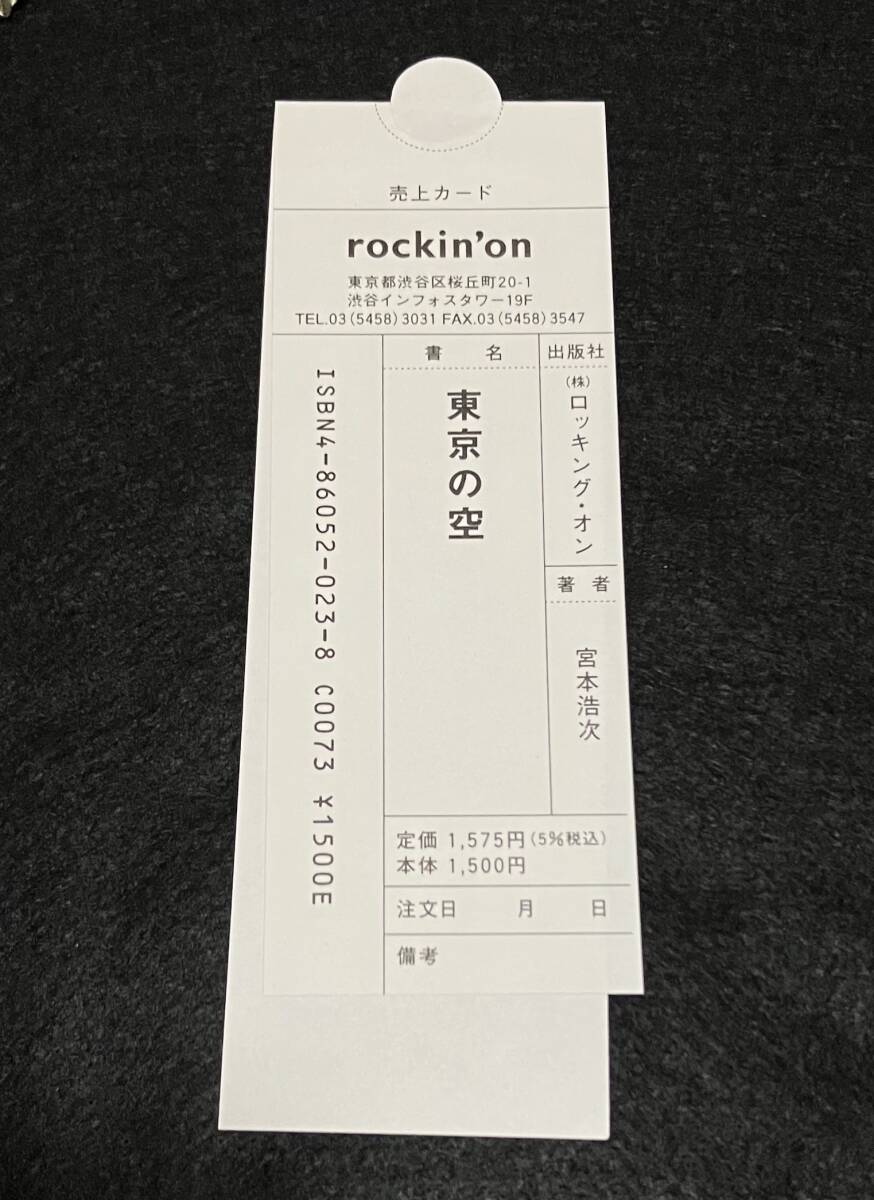 売上カード
rockin'on
東京都渋谷区桜丘町20-1
渋谷インフォスタワー19F
TEL.03(5458)3031 FAX.03(5458)3547
出版社
(株)ロッキング・オン
著者
宮本浩次
書名
東京の空
ISBN4-86052-023-8 C0073 ¥1500E
定価 1,575円(5%税込)
本体 1,500円
注文日 月 日
備考